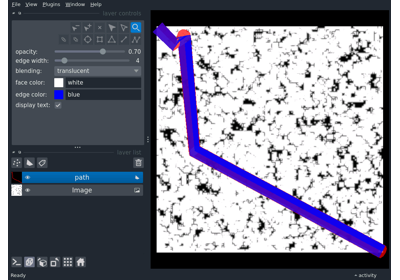 File View Plugins Window Help
layer controls
opacity: 0.70
edge width: 4
blending: translucent
face color: white
edge color: blue
display text:
layer list
path
Image
Ready
activity